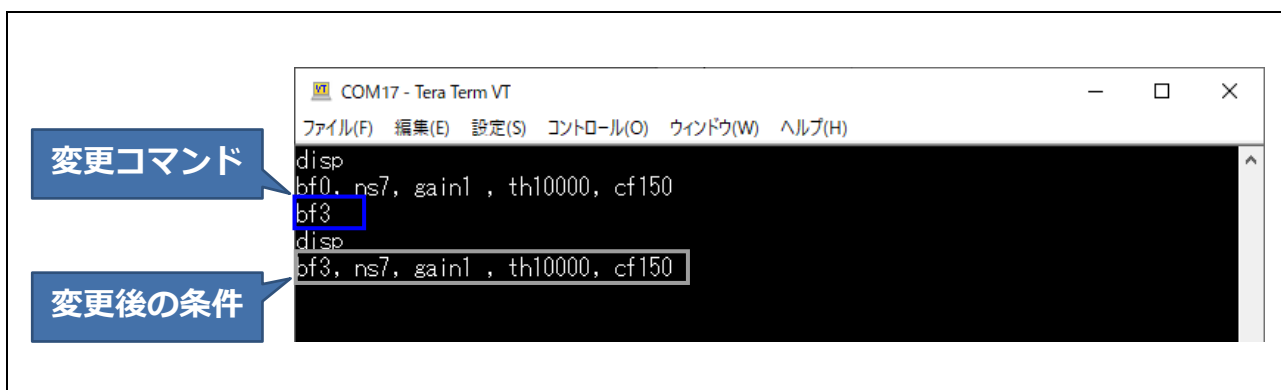 COM17 - Tera Term VT
ファイル(F) 編集(E) 設定(S) コントロール(O) ウィンドウ(W) ヘルプ(H)
変更コマンド
disp
bf0, ns7, gain1 , th10000, cf150
bf3
disp
bf3, ns7, gain1 , th10000, cf150
変更後の条件